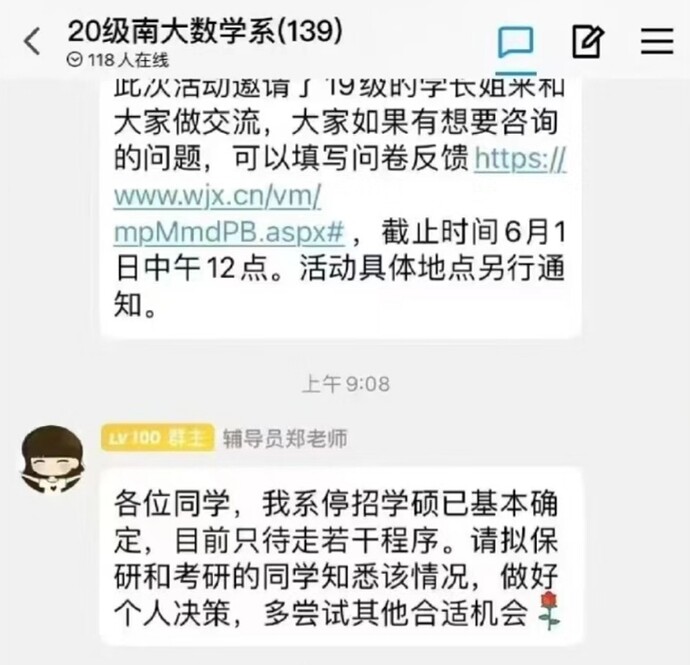 20级南大数学系(139)
118人在线
此次活动邀请了19级的学长姐来和
大家做交流，大家如果有想要咨询
的问题，可以填写问卷反馈https://
www.wjx.cn/vm/
mpMmdPB.aspx#，截止时间6月1
日中午12点。活动具体地点另行通
知。
上午9:08
LV100 群主 辅导员郑老师
各位同学，我系停招学硕已基本确
定，目前只待走若干程序。请拟保
研和考研的同学知悉该情况，做好
个人决策，多尝试其他合适机会🌹